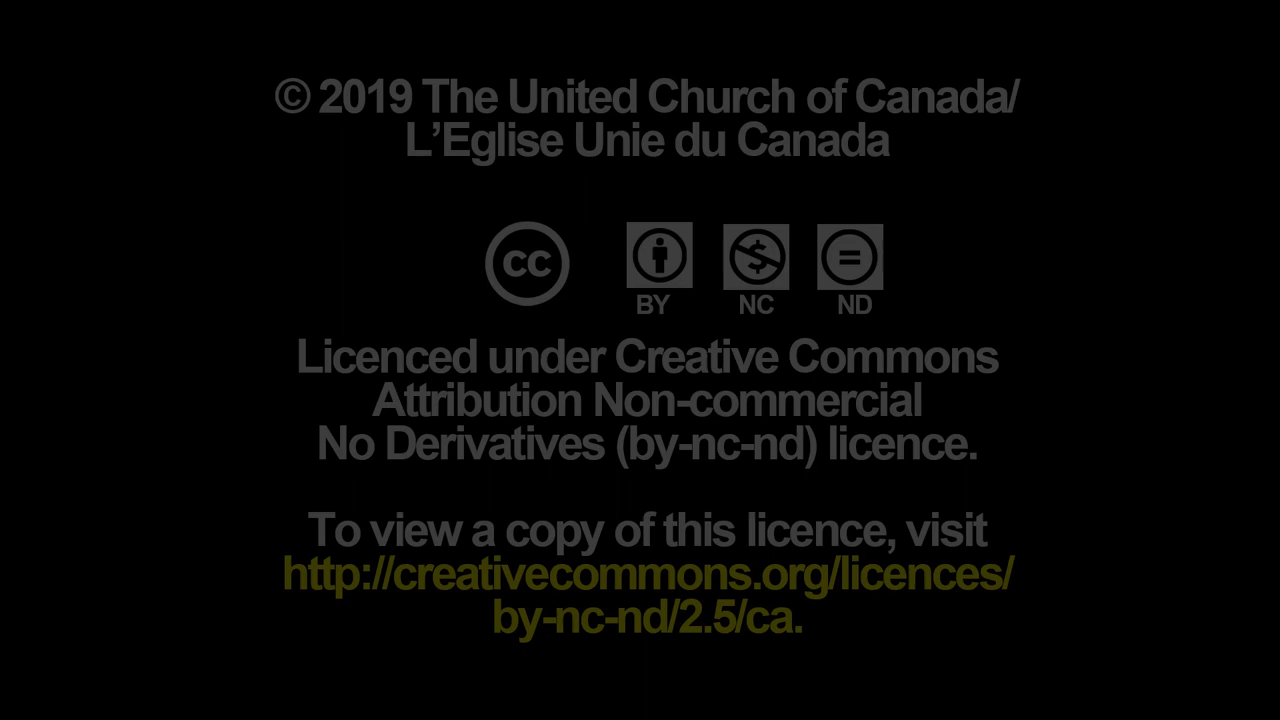 © 2019 The United Church of Canada/
L’Eglise Unie du Canada
cc
BY NC ND
Licenced under Creative Commons
Attribution Non-commercial
No Derivatives (by-nc-nd) licence.
To view a copy of this licence, visit
http://creativecommons.org/licences/
by-nc-nd/2.5/ca.